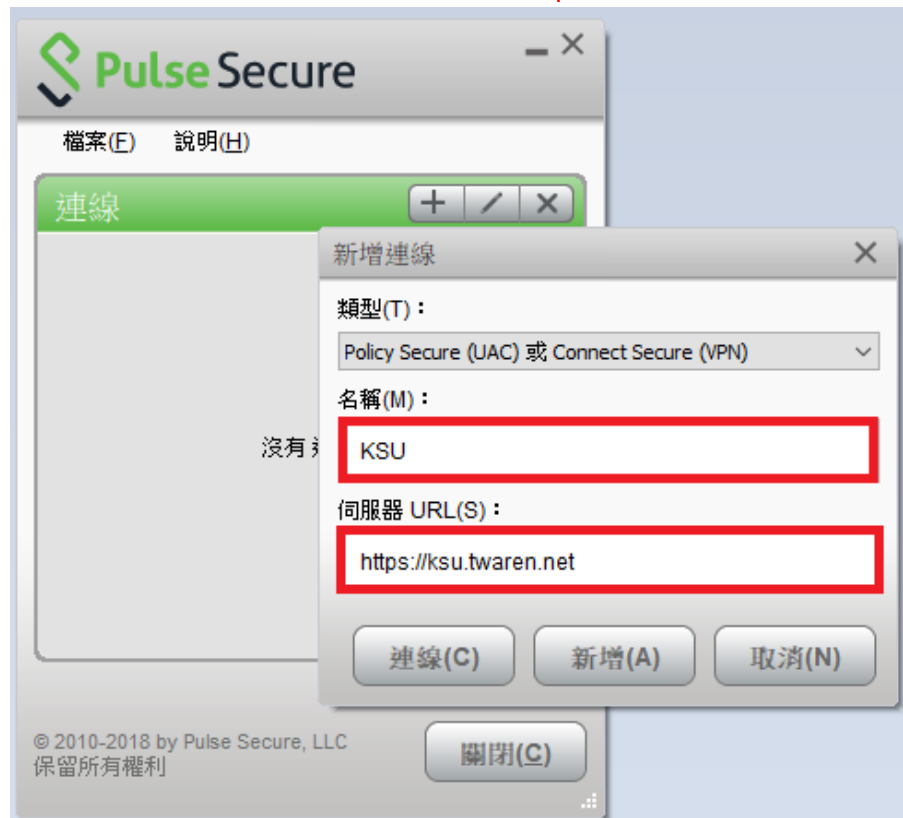 Pulse Secure
檔案(F) 說明(H)
連線
新增連線
類型(T)：
Policy Secure (UAC) 或 Connect Secure (VPN)
名稱(M)：
沒有
KSU
伺服器 URL(S)：
https://ksu.twaren.net
連線(C) 新增(A) 取消(N)
© 2010-2018 by Pulse Secure, LLC
保留所有權利
關閉(C)